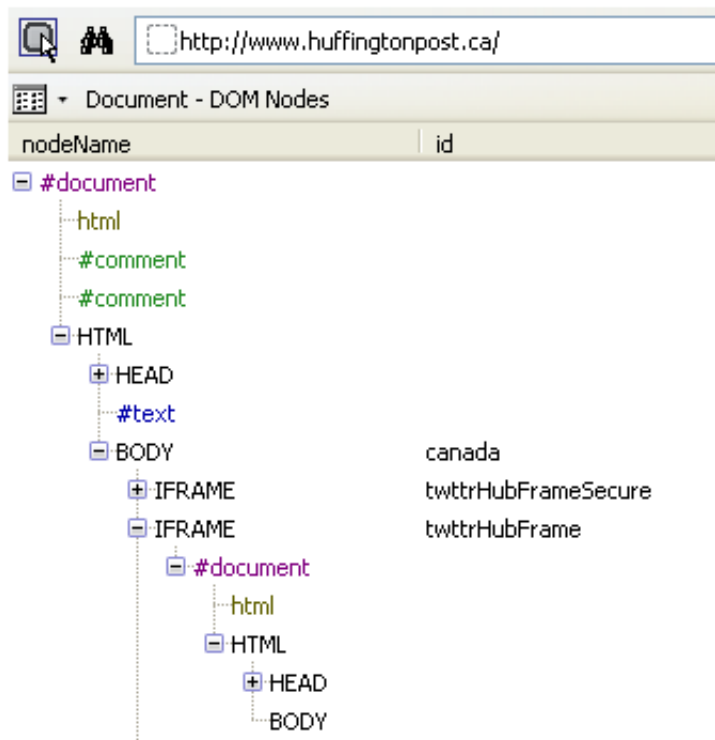 http://www.huffingtonpost.ca/
Document - DOM Nodes
nodeName id
#document
html
#comment
#comment
HTML
HEAD
#text
BODY canada
IFRAME twttrHubFrameSecure
IFRAME twttrHubFrame
#document
html
HTML
HEAD
BODY